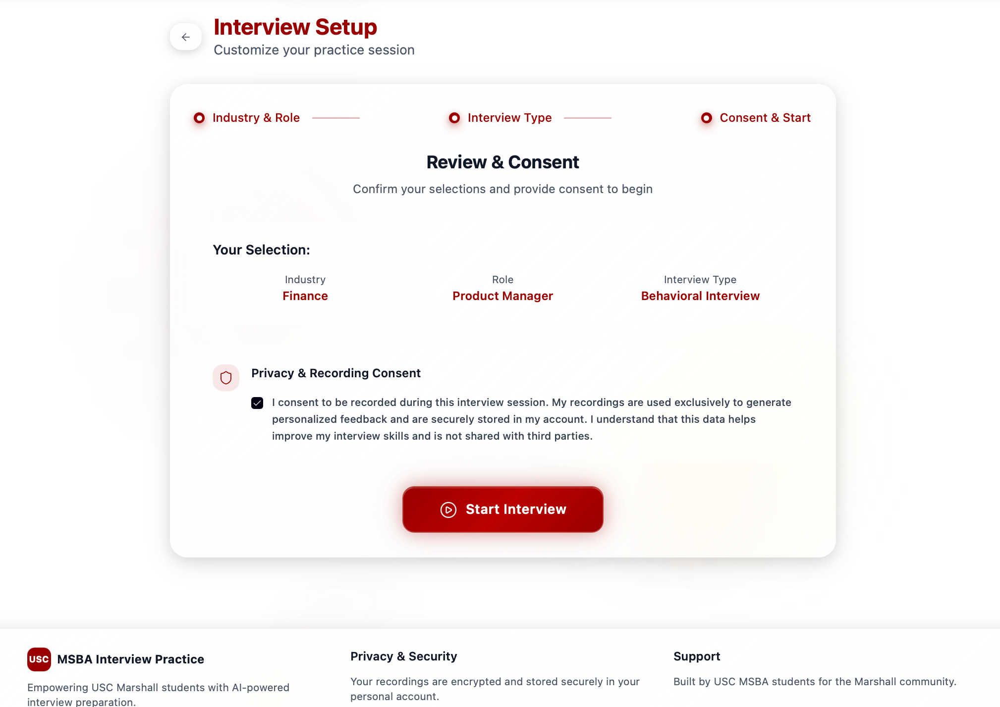 Interview Setup
Customize your practice session
Industry & Role
Interview Type
Consent & Start
Review & Consent
Confirm your selections and provide consent to begin
Your Selection:
Industry
Finance
Role
Product Manager
Interview Type
Behavioral Interview
Privacy & Recording Consent
I consent to be recorded during this interview session. My recordings are used exclusively to generate
personalized feedback and are securely stored in my account. I understand that this data helps
improve my interview skills and is not shared with third parties.
Start Interview
USC
MSBA Interview Practice
Empowering USC Marshall students with AI-powered
interview preparation.
Privacy & Security
Your recordings are encrypted and stored securely in your
personal account.
Support
Built by USC MSBA students for the Marshall community.